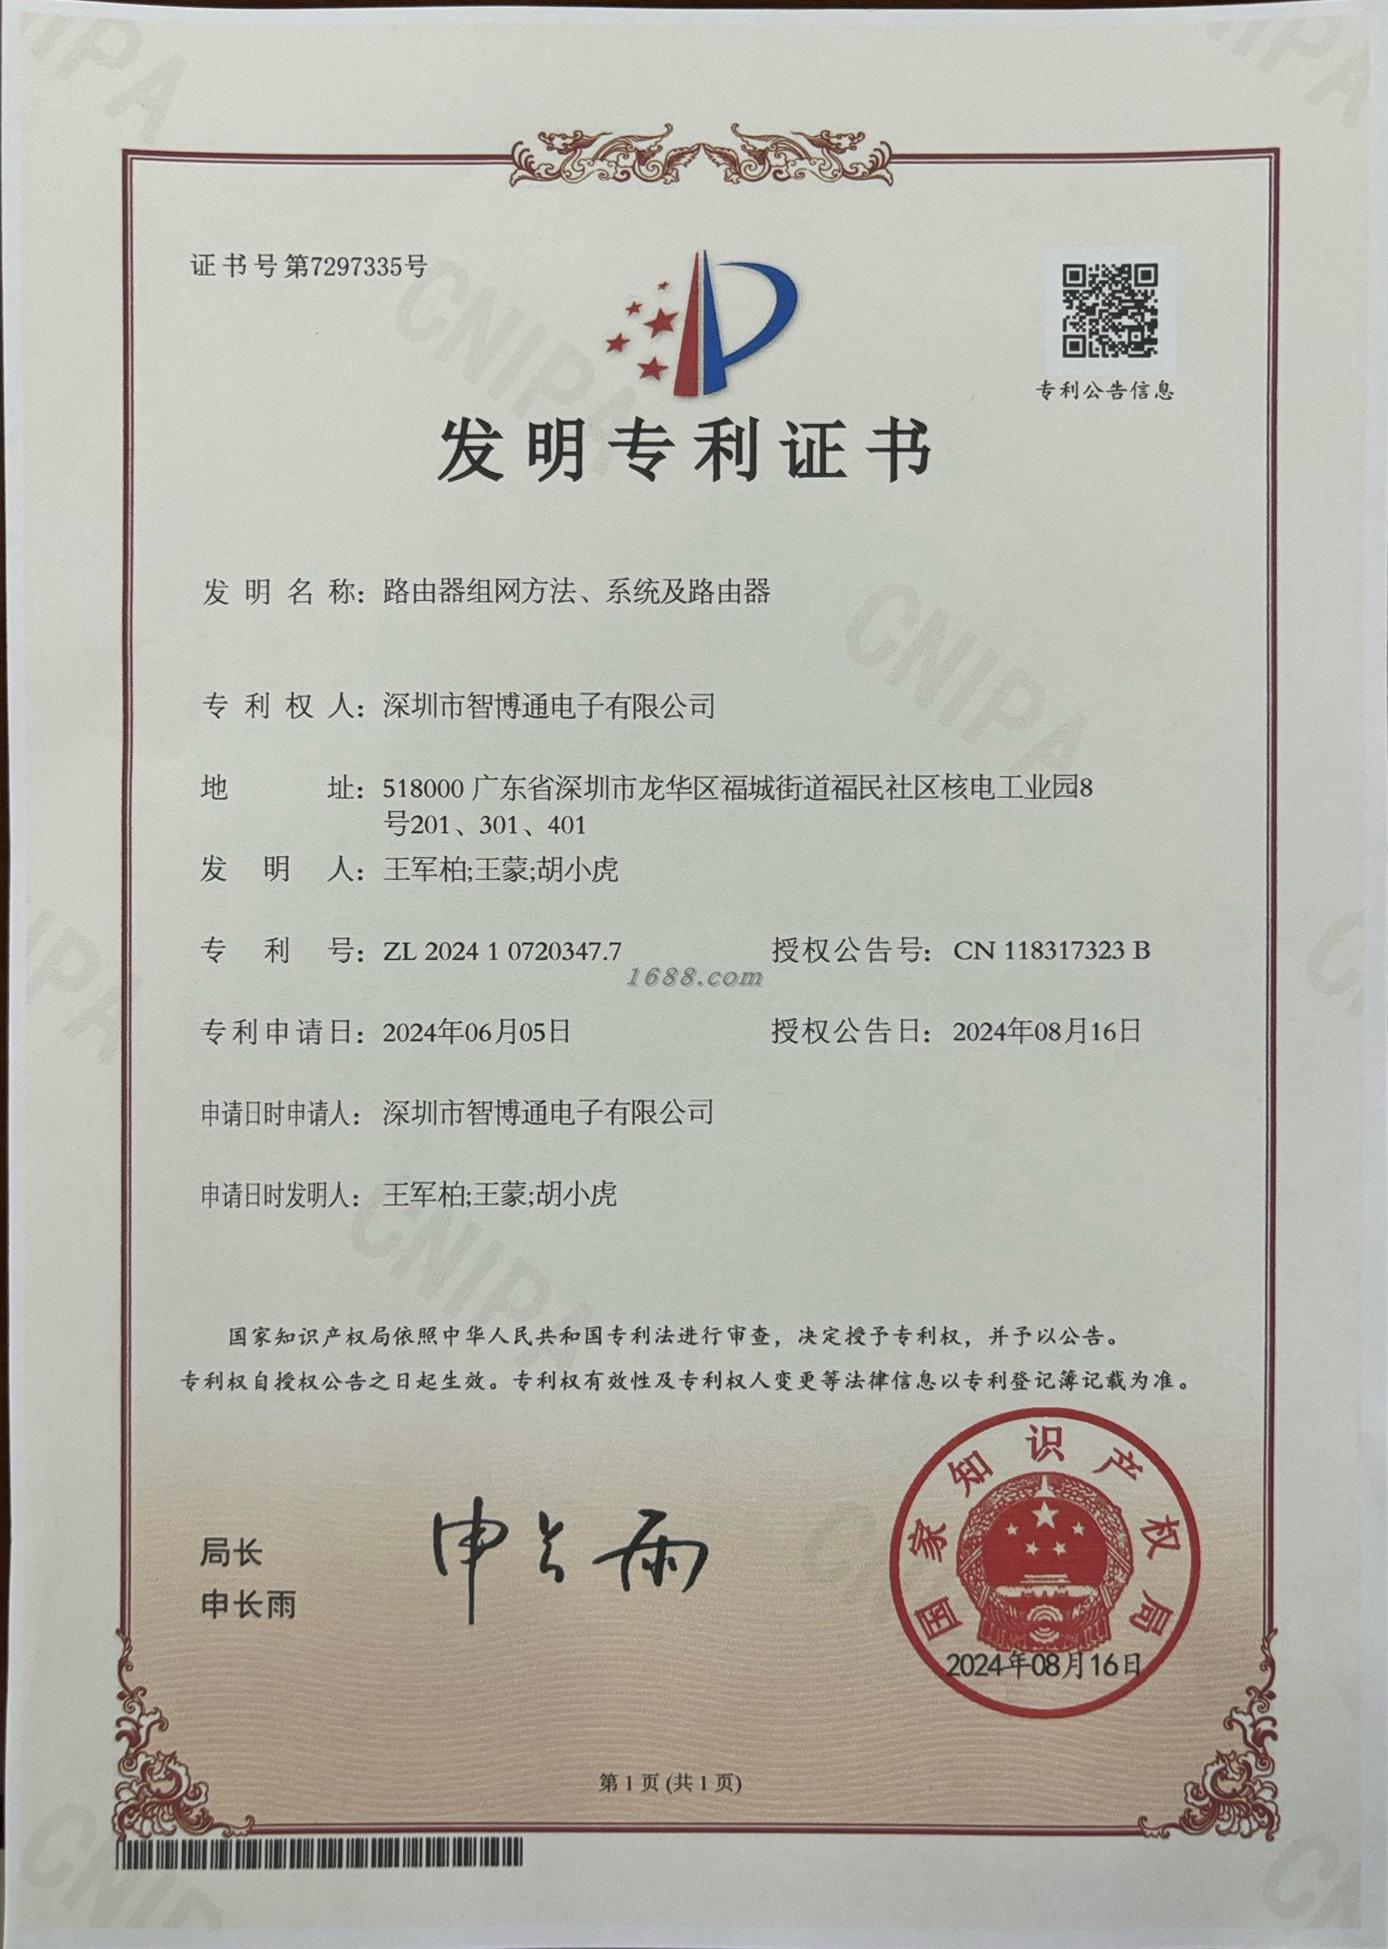 证书号第7297335号
专利公告信息
发明专利证书
发明名称：路由器组网方法、系统及路由器
专利权人：深圳市智博通电子有限公司
地址：518000 广东省深圳市龙华区福城街道福民社区核电工业园8
号201、301、401
发明人：王军柏;王蒙;胡小虎
专利号：ZL 2024 1 0720347.7 授权公告号：CN 118317323 B
1688.com
专利申请日：2024年06月05日 授权公告日：2024年08月16日
申请日时申请人：深圳市智博通电子有限公司
申请日时发明人：王军柏;王蒙;胡小虎
国家知识产权局依照中华人民共和国专利法进行审查，决定授予专利权，并予以公告。
专利权自授权公告之日起生效。专利权有效性及专利权人变更等法律信息以专利登记簿记载为准。
局长
申长雨
申长雨
国家知识产权局
2024年08月16日
第 1 页 (共 1 页)
CNIPA
CNIPA
CNIPA
CNIPA